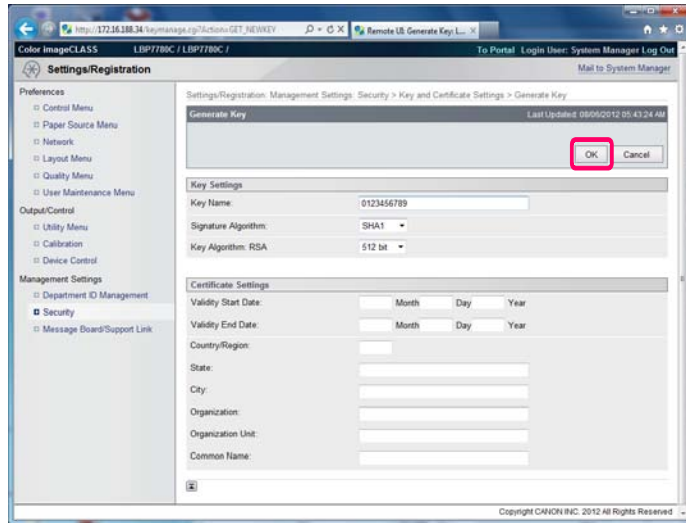 http://172.16.188.34/keymanage.cgi?Action=GET_NEWKEY
Remote UI: Generate Key: L...
Color imageCLASS LBP7780C / LBP7780C / To Portal Login User: System Manager Log Out
Settings/Registration Mail to System Manager
Preferences
Control Menu
Paper Source Menu
Network
Layout Menu
Quality Menu
User Maintenance Menu
Output/Control
Utility Menu
Calibration
Device Control
Management Settings
Department ID Management
Security
Message Board/Support Link
Settings/Registration: Management Settings: Security > Key and Certificate Settings > Generate Key
Generate Key Last Updated: 08/06/2012 05:43:24 AM
OK Cancel
Key Settings
Key Name: 0123456789
Signature Algorithm: SHA1
Key Algorithm: RSA 512 bit
Certificate Settings
Validity Start Date: Month Day Year
Validity End Date: Month Day Year
Country/Region:
State:
City:
Organization:
Organization Unit:
Common Name:
Copyright CANON INC. 2012 All Rights Reserved